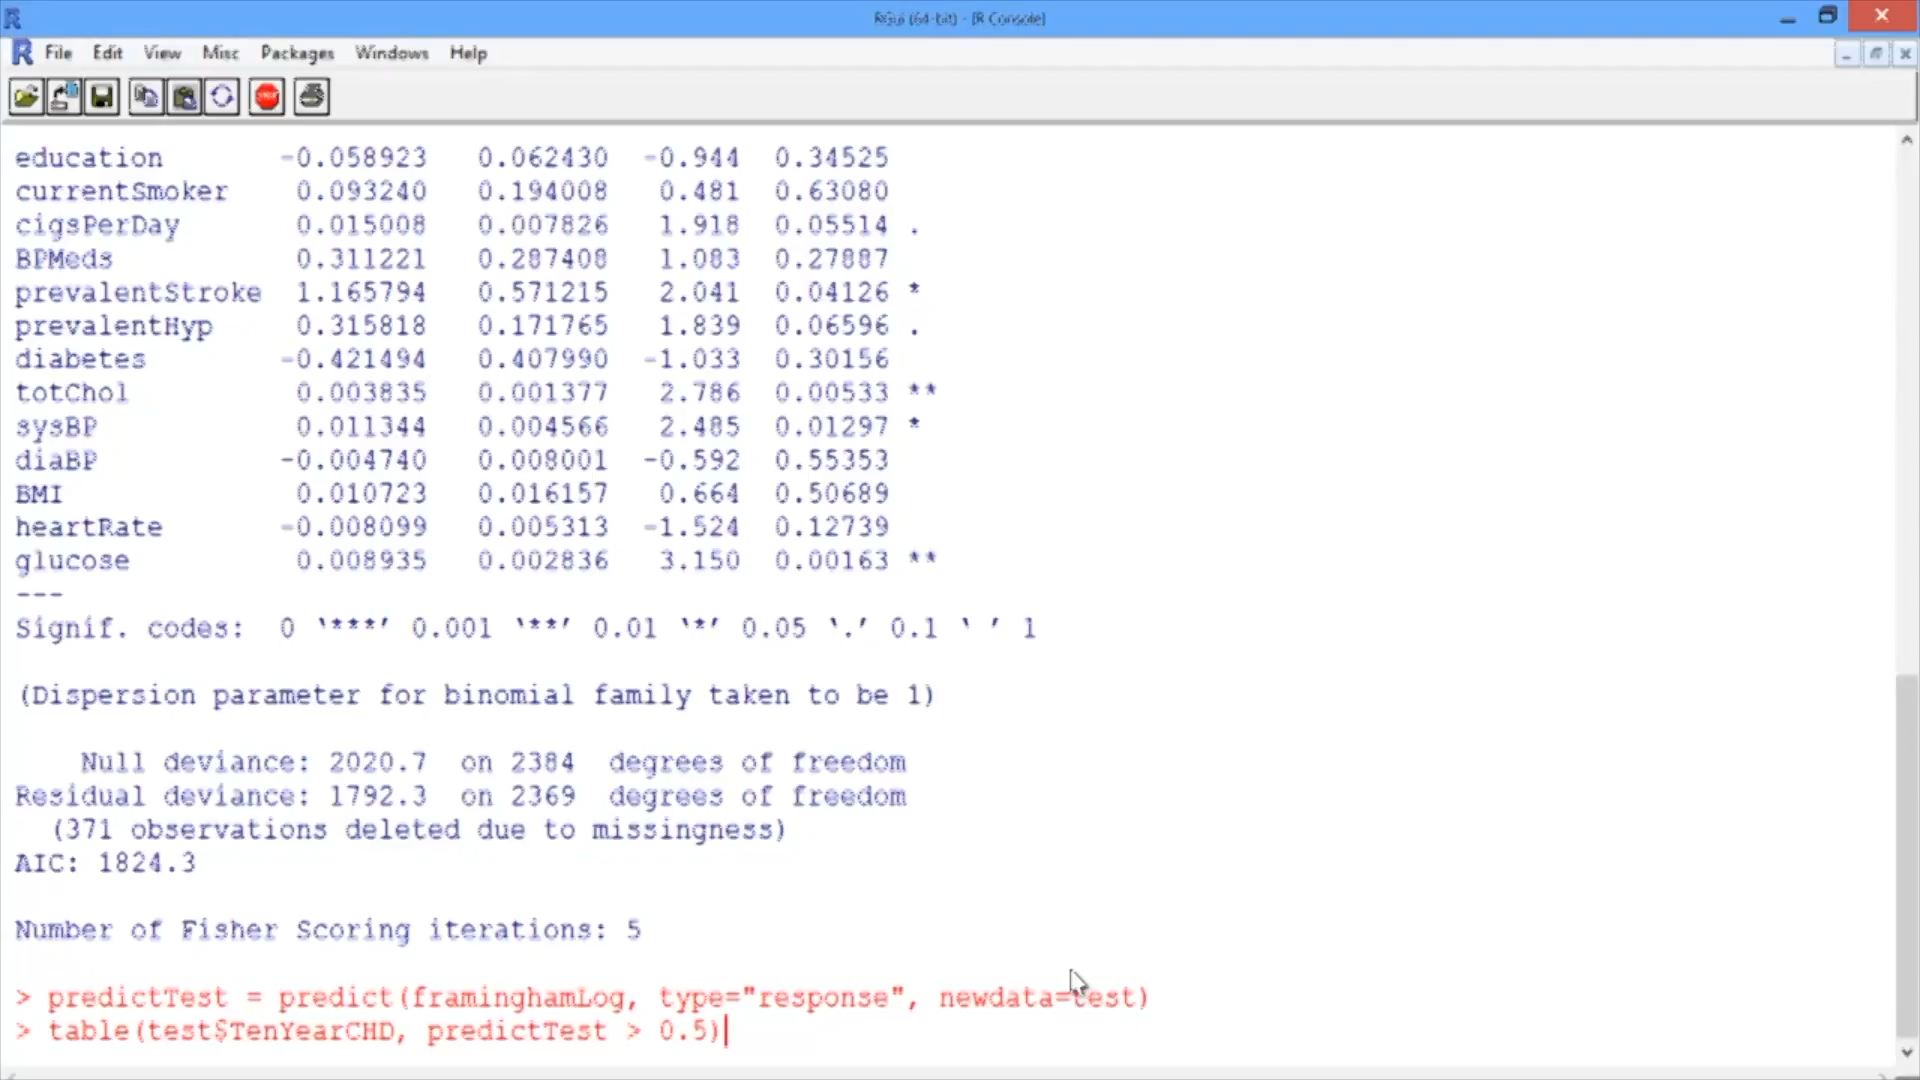 RGui (64-bit) - [R Console]
File Edit View Misc Packages Windows Help
STOP
education -0.058923 0.062430 -0.944 0.34525
currentSmoker 0.093240 0.194008 0.481 0.63080
cigsPerDay 0.015008 0.007826 1.918 0.05514 .
BPMeds 0.311221 0.287408 1.083 0.27887
prevalentStroke 1.165794 0.571215 2.041 0.04126 *
prevalentHyp 0.315818 0.171765 1.839 0.06596 .
diabetes -0.421494 0.407990 -1.033 0.30156
totChol 0.003835 0.001377 2.786 0.00533 **
sysBP 0.011344 0.004566 2.485 0.01297 *
diaBP -0.004740 0.008001 -0.592 0.55353
BMI 0.010723 0.016157 0.664 0.50689
heartRate -0.008099 0.005313 -1.524 0.12739
glucose 0.008935 0.002836 3.150 0.00163 **
---
Signif. codes: 0 ‘***’ 0.001 ‘**’ 0.01 ‘*’ 0.05 ‘.’ 0.1 ‘ ’ 1
(Dispersion parameter for binomial family taken to be 1)
Null deviance: 2020.7 on 2384 degrees of freedom
Residual deviance: 1792.3 on 2369 degrees of freedom
(371 observations deleted due to missingness)
AIC: 1824.3
Number of Fisher Scoring iterations: 5
> predictTest = predict(framinghamLog, type="response", newdata=test)
> table(test$TenYearCHD, predictTest > 0.5)